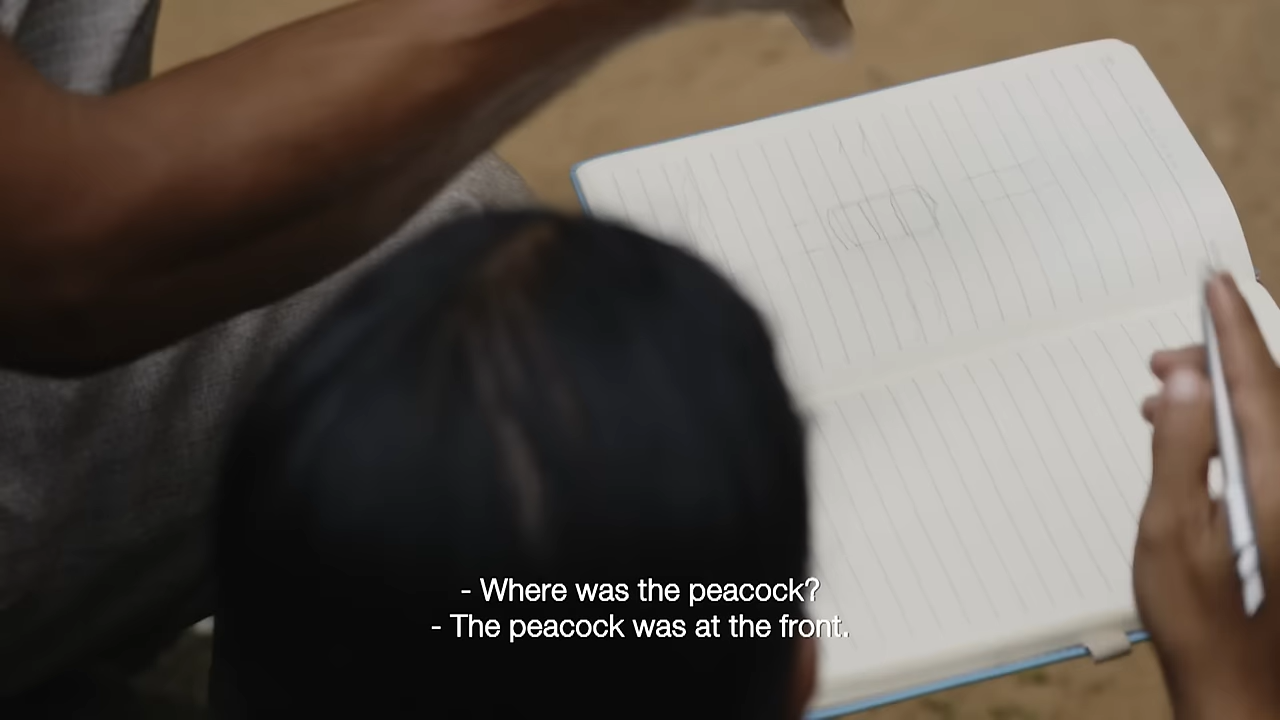 - Where was the peacock?
- The peacock was at the front.